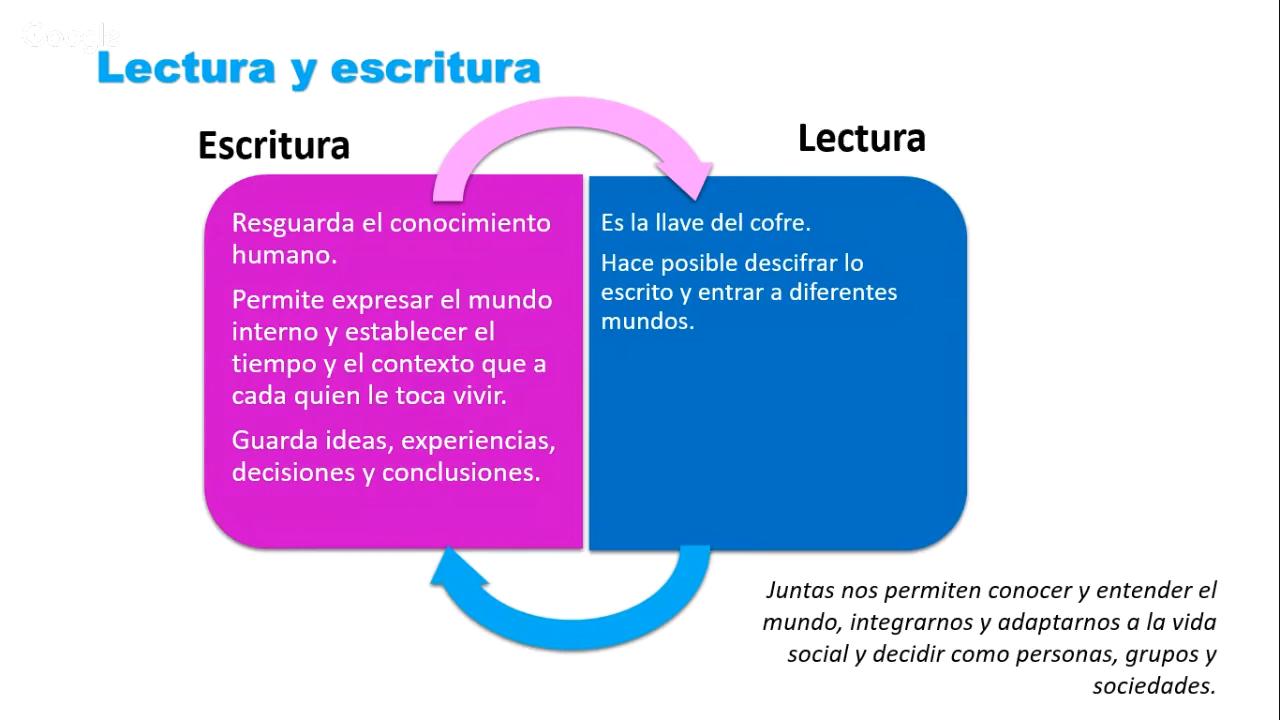 Google
Lectura y escritura
Escritura
Resguarda el conocimiento
humano.
Permite expresar el mundo
interno y establecer el
tiempo y el contexto que a
cada quien le toca vivir.
Guarda ideas, experiencias,
decisiones y conclusiones.
Lectura
Es la llave del cofre.
Hace posible descifrar lo
escrito y entrar a diferentes
mundos.
Juntas nos permiten conocer y entender el
mundo, integrarnos y adaptarnos a la vida
social y decidir como personas, grupos y
sociedades.